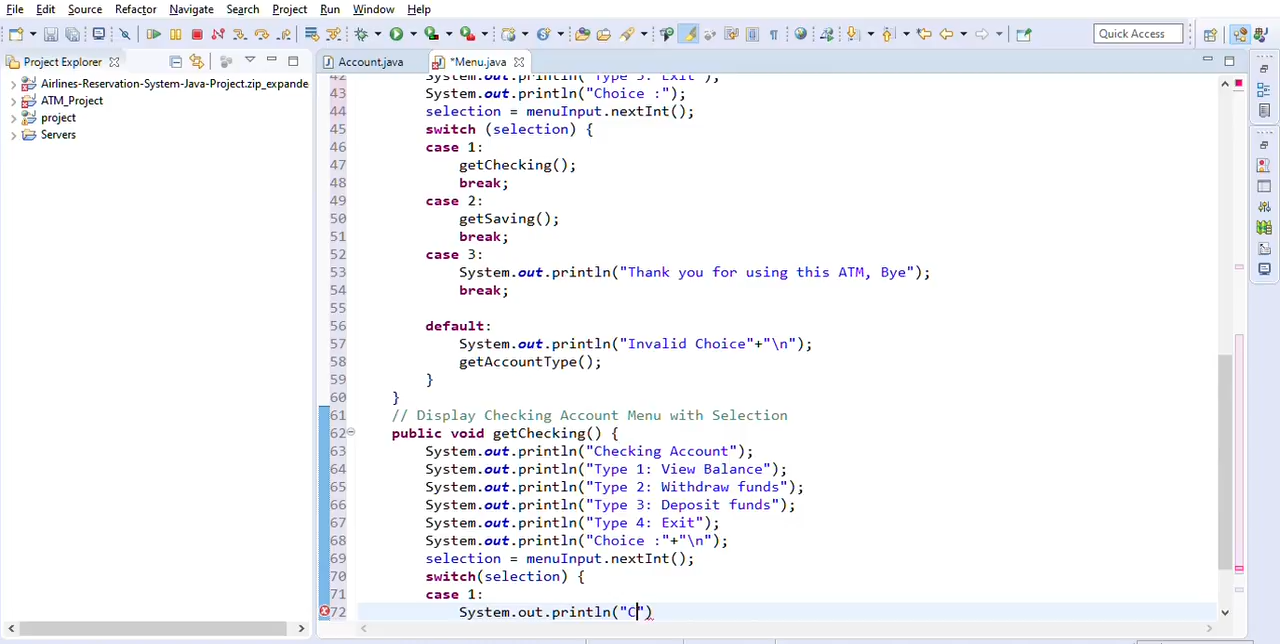 File Edit Source Refactor Navigate Search Project Run Window Help
Quick Access
Project Explorer
Account.java
*Menu.java
Airlines-Reservation-System-Java-Project.zip_expande
ATM_Project
project
Servers
42 System.out.println("Type 3: Exit");
43 System.out.println("Choice :");
44 selection = menuInput.nextInt();
45 switch (selection) {
46 case 1:
47 getChecking();
48 break;
49 case 2:
50 getSaving();
51 break;
52 case 3:
53 System.out.println("Thank you for using this ATM, Bye");
54 break;
55
56 default:
57 System.out.println("Invalid Choice"+"\n");
58 getAccountType();
59 }
60 }
61 // Display Checking Account Menu with Selection
62 public void getChecking() {
63 System.out.println("Checking Account");
64 System.out.println("Type 1: View Balance");
65 System.out.println("Type 2: Withdraw funds");
66 System.out.println("Type 3: Deposit funds");
67 System.out.println("Type 4: Exit");
68 System.out.println("Choice :"+"\n");
69 selection = menuInput.nextInt();
70 switch(selection) {
71 case 1:
72 System.out.println("C")